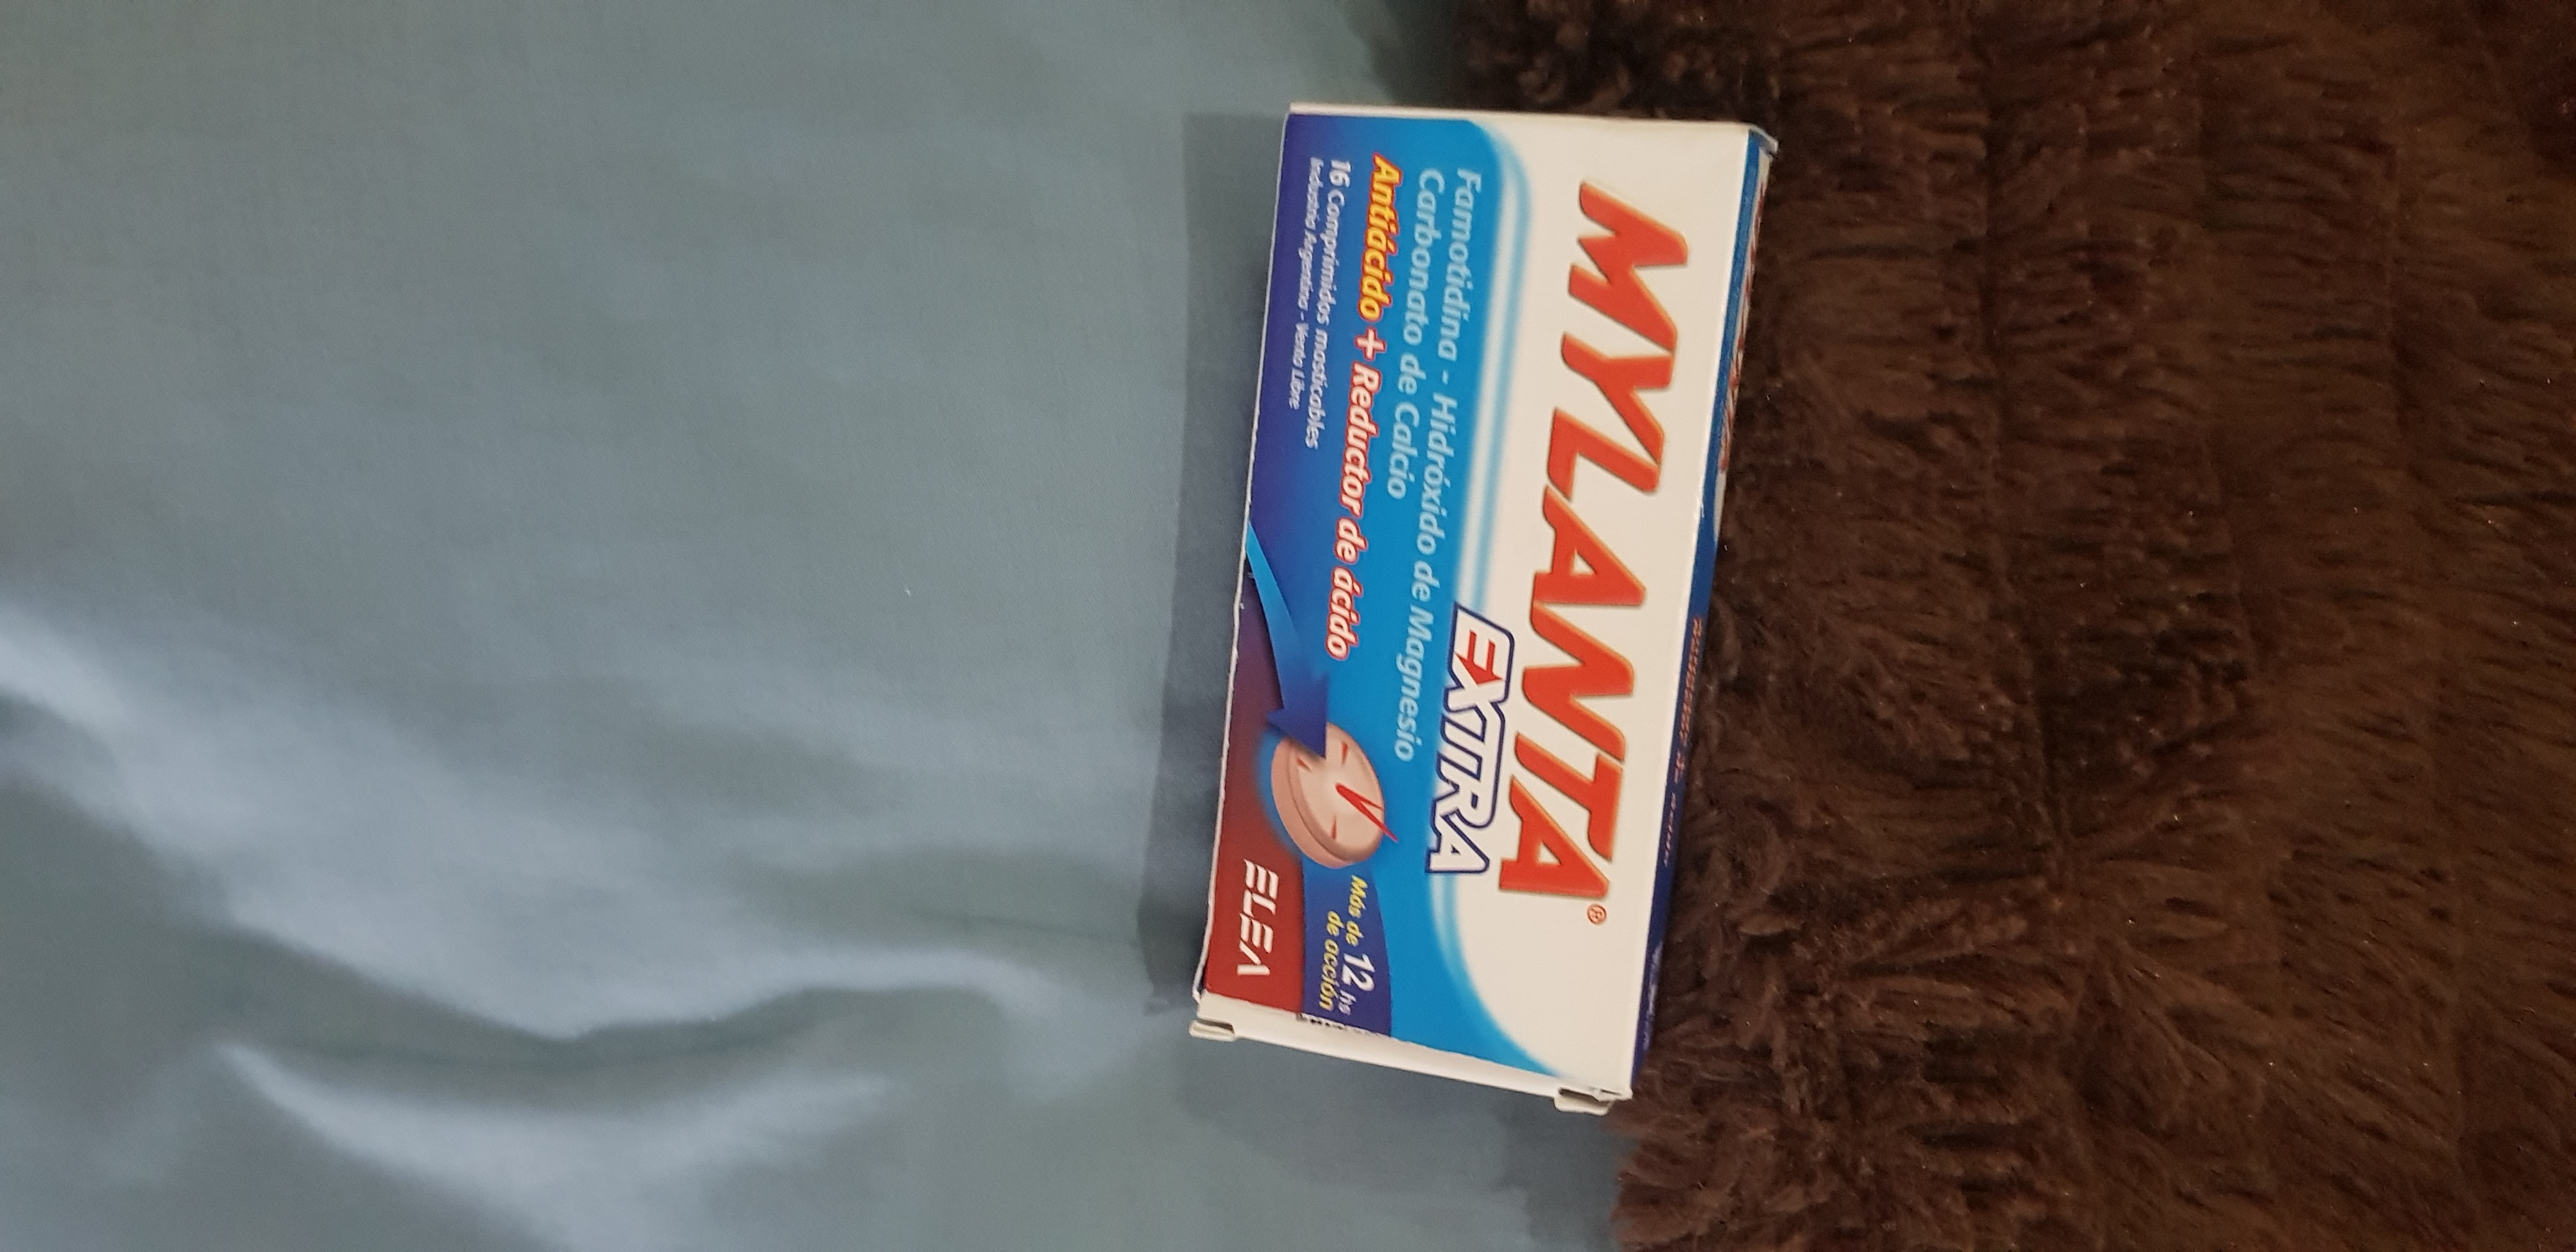 MYLANTA®
EXTRA
Famotidina - Hidróxido de Magnesio
Carbonato de Calcio
Antiácido + Reductor de ácido
16 Comprimidos masticables
Industria Argentina - Venta Libre
Más de 12 hs
de acción
ELEA